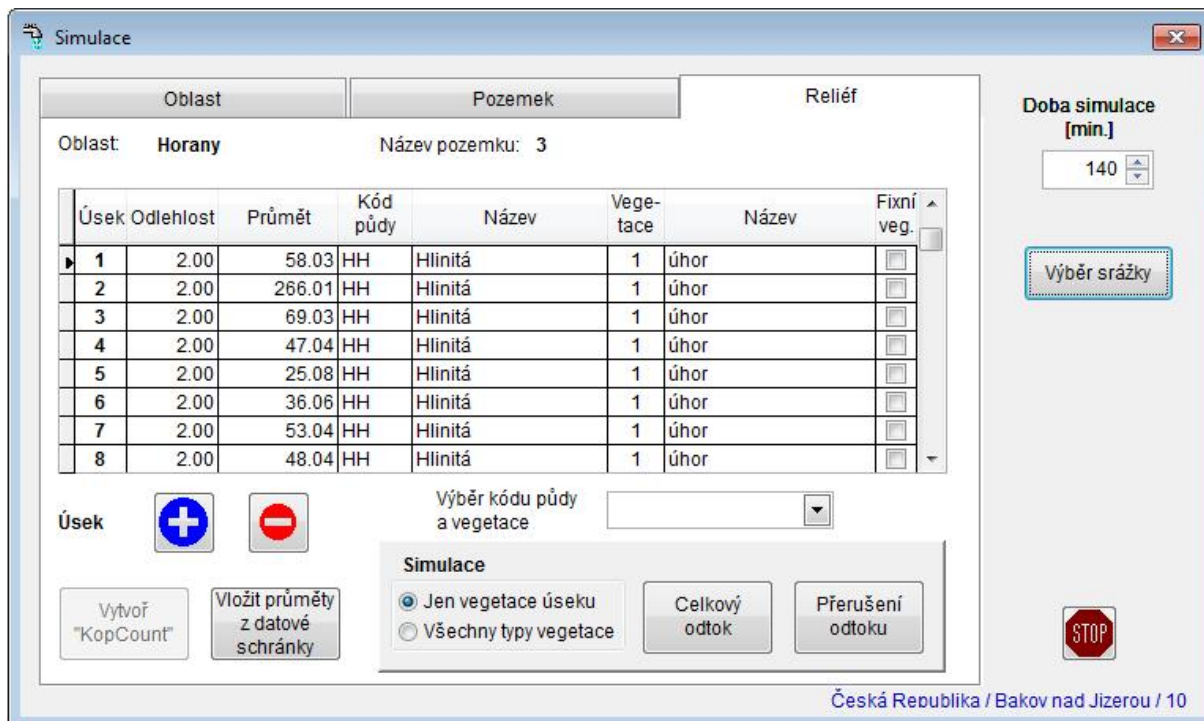 Simulace
Oblast Pozemek Reliéf
Oblast: Horany Název pozemku: 3
Doba simulace
[min.]
140
Úsek Odlehlost Průmět Kód půdy Název Vege-tace Název Fixní veg.
1 2.00 58.03 HH Hlinitá 1 úhor
2 2.00 266.01 HH Hlinitá 1 úhor
3 2.00 69.03 HH Hlinitá 1 úhor
4 2.00 47.04 HH Hlinitá 1 úhor
5 2.00 25.08 HH Hlinitá 1 úhor
6 2.00 36.06 HH Hlinitá 1 úhor
7 2.00 53.04 HH Hlinitá 1 úhor
8 2.00 48.04 HH Hlinitá 1 úhor
Výběr srážky
Úsek
Výběr kódu půdy
a vegetace
Vytvoř
"KopCount"
Vložit průměty
z datové
schránky
Simulace
Jen vegetace úseku
Všechny typy vegetace
Celkový
odtok
Přerušení
odtoku
STOP
Česká Republika / Bakov nad Jizerou / 10